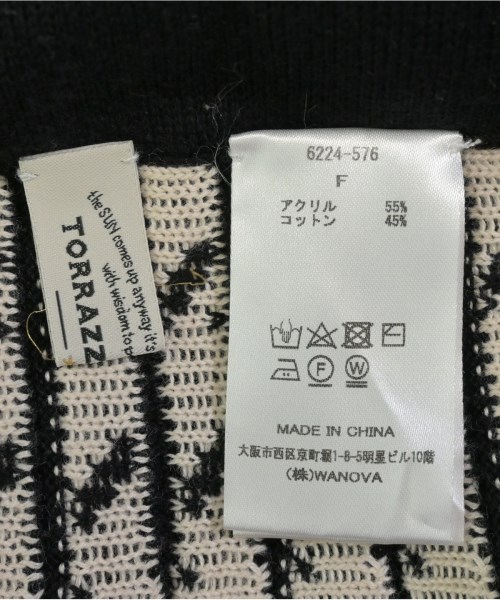 the SUN comes up anyway it's
with wisdom to
TORRAZZ
6224-576
F
アクリル 55%
コットン 45%
F W
MADE IN CHINA
大阪市西区京町堀1-8-5明星ビル10階
(株)WANOVA